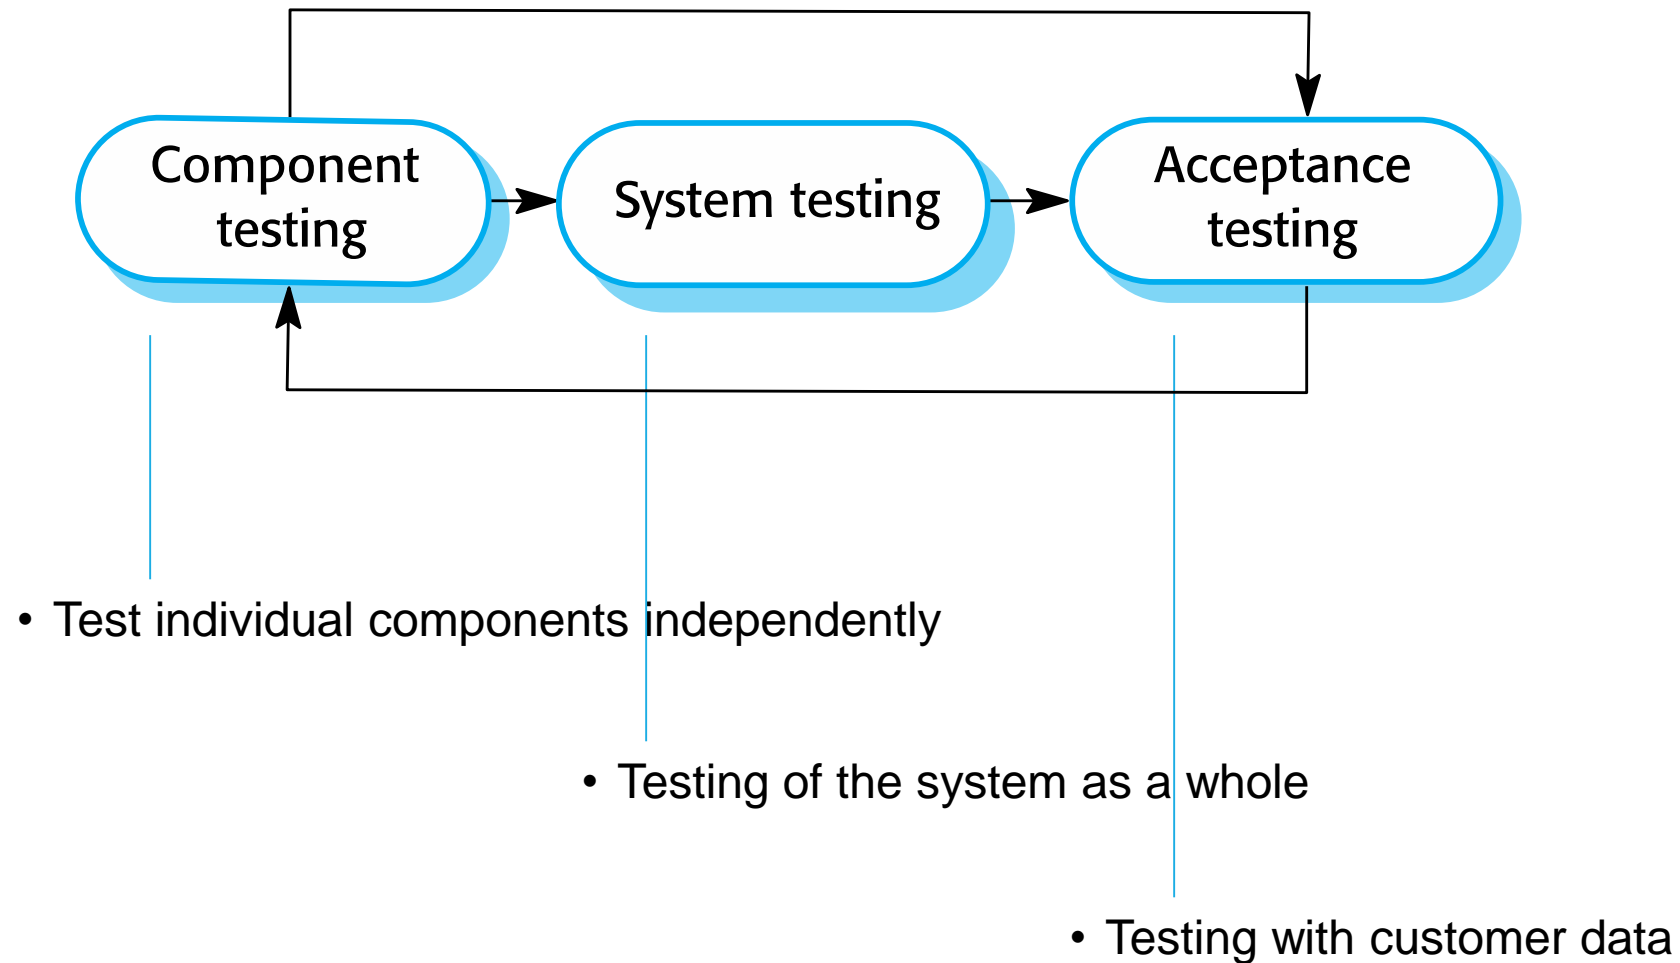 Component
testing
System testing
Acceptance
testing
• Test individual components independently
• Testing of the system as a whole
• Testing with customer data